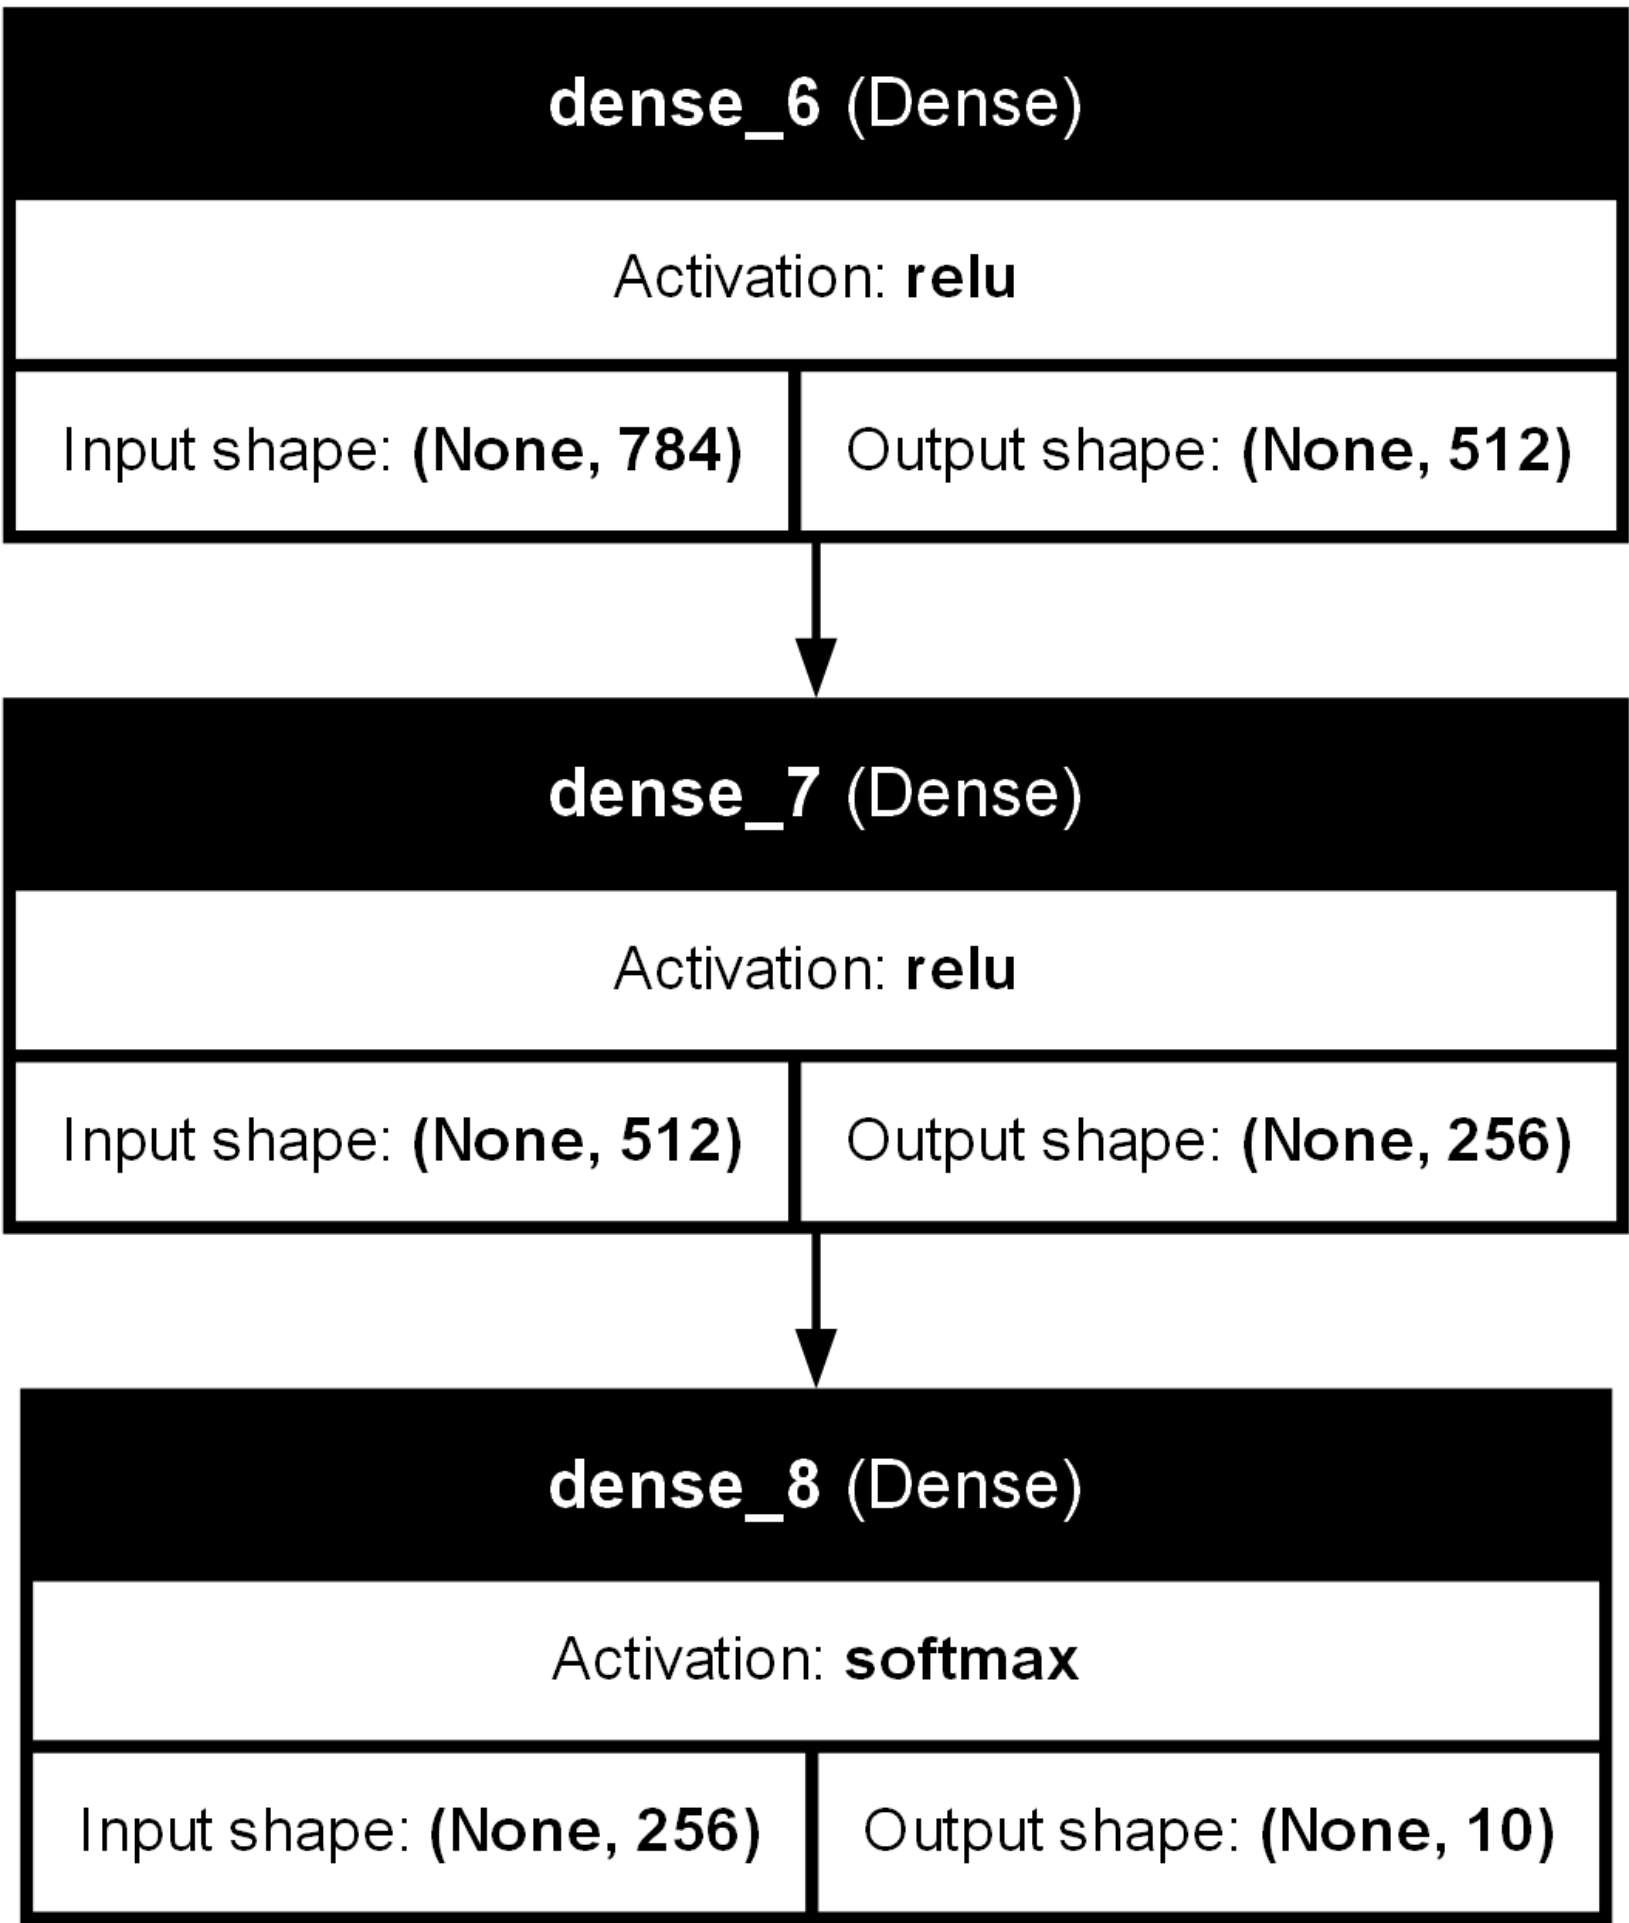 dense_6 (Dense)
Activation: relu
Input shape: (None, 784) Output shape: (None, 512)
dense_7 (Dense)
Activation: relu
Input shape: (None, 512) Output shape: (None, 256)
dense_8 (Dense)
Activation: softmax
Input shape: (None, 256) Output shape: (None, 10)